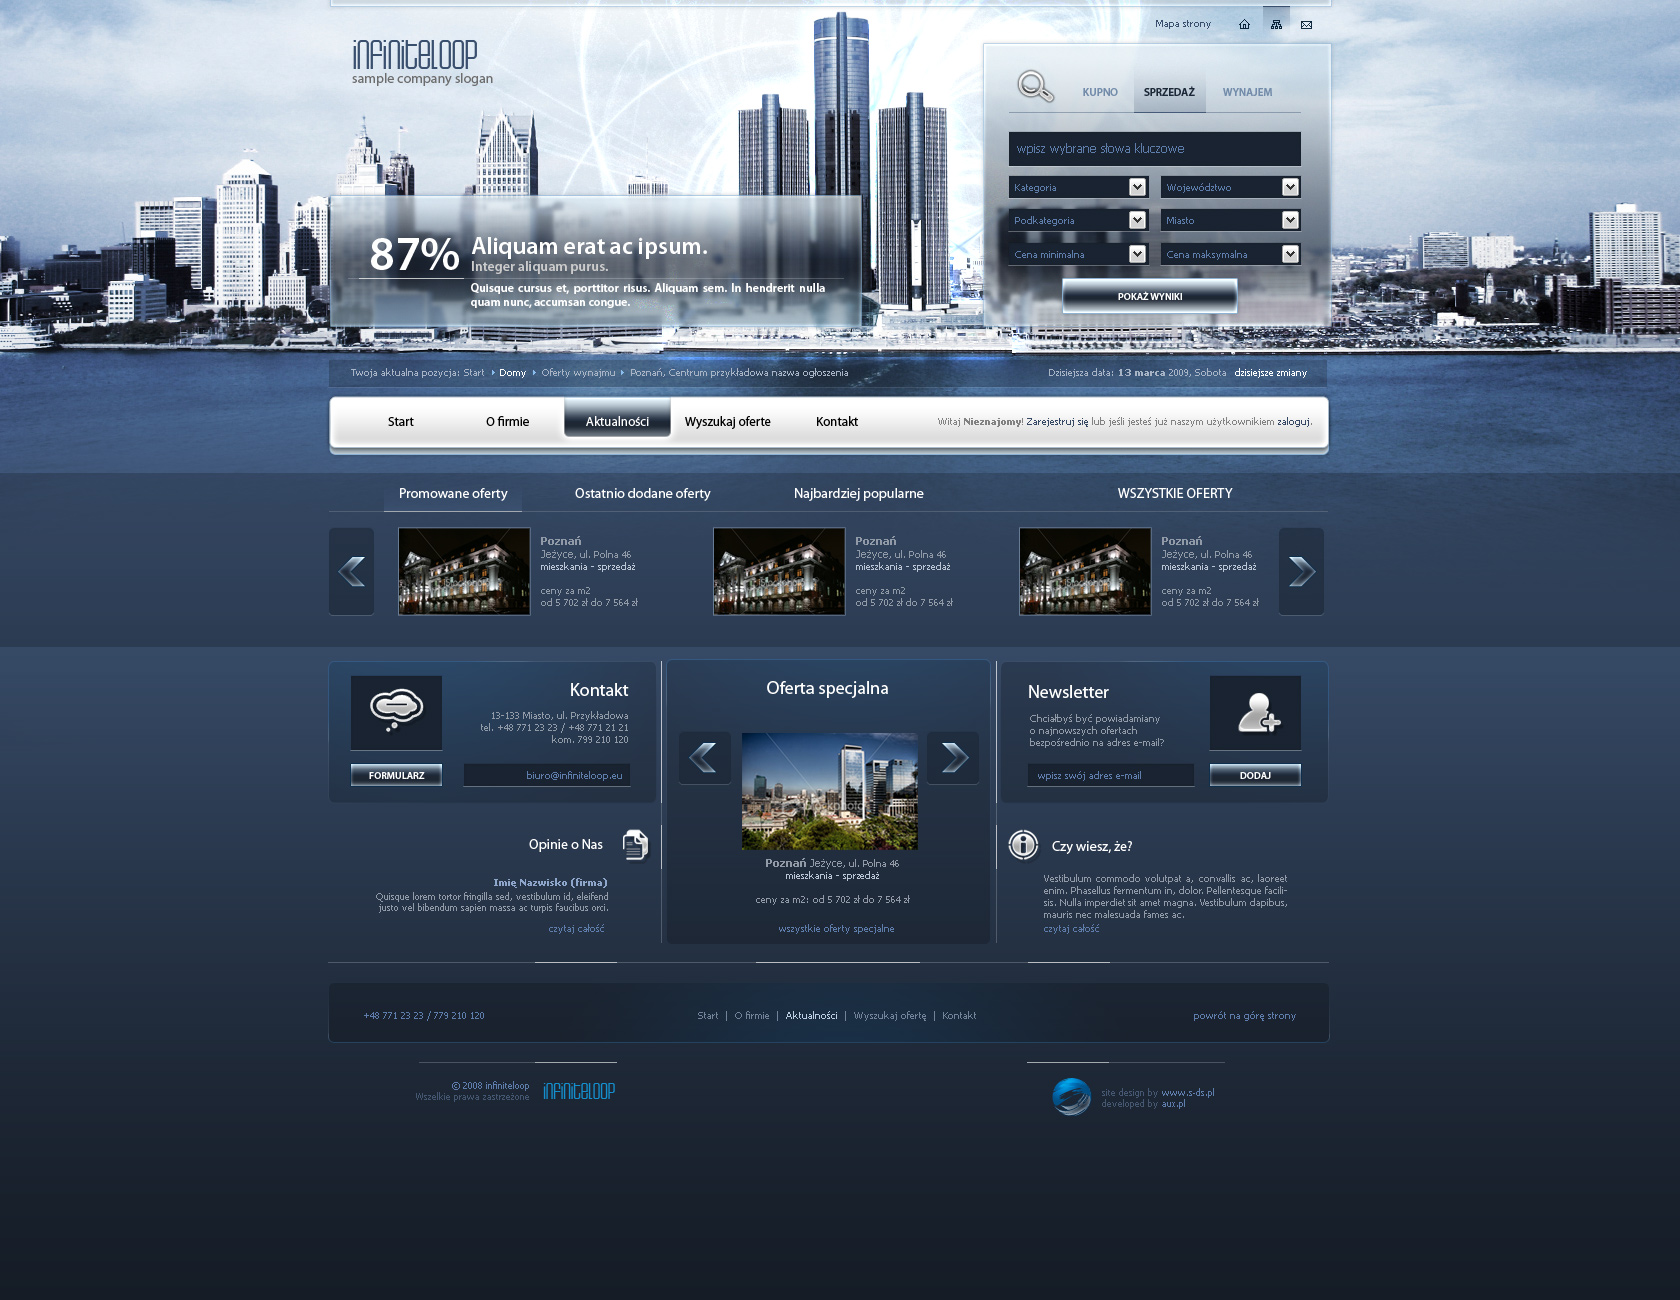 Mapa strony
infiniteloop
sample company slogan
KUPNO SPRZEDAŻ WYNAJEM
wpisz wybrane słowa kluczowe
Kategoria Województwo
Podkategoria Miasto
Cena minimalna Cena maksymalna
POKAŻ WYNIKI
87% Aliquam erat ac ipsum.
Integer aliquam purus.
Quisque cursus et, porttitor risus. Aliquam sem. In hendrerit nulla
quam nunc, accumsan congue.
Twoja aktualna pozycja: Start Domy Oferty wynajmu Poznań, Centrum przykładowa nazwa ogłoszenia
Dzisiejsza data: 13 marca 2009, Sobota dzisiejsze zmiany
Start O firmie Aktualności Wyszukaj oferte Kontakt
Witaj Nieznajomy! Zarejestruj się lub jeśli jesteś już naszym użytkownikiem zaloguj.
Promowane oferty Ostatnio dodane oferty Najbardziej popularne WSZYSTKIE OFERTY
Poznań
Jeżyce, ul. Polna 46
mieszkania - sprzedaż
ceny za m2
od 5 702 zł do 7 564 zł
Poznań
Jeżyce, ul. Polna 46
mieszkania - sprzedaż
ceny za m2
od 5 702 zł do 7 564 zł
Poznań
Jeżyce, ul. Polna 46
mieszkania - sprzedaż
ceny za m2
od 5 702 zł do 7 564 zł
Kontakt
13-133 Miasto, ul. Przykładowa
tel. +48 771 23 23 / +48 771 21 21
kom. 799 210 120
FORMULARZ biuro@infiniteloop.eu
Oferta specjalna
Poznań Jeżyce, ul. Polna 46
mieszkania - sprzedaż
ceny za m2: od 5 702 zł do 7 564 zł
wszystkie oferty specjalne
Newsletter
Chciałbyś być powiadamiany
o najnowszych ofertach
bezpośrednio na adres e-mail?
wpisz swój adres e-mail DODAJ
Opinie o Nas
Imię Nazwisko (firma)
Quisque lorem tortor fringilla sed, vestibulum id, eleifend
justo vel bibendum sapien massa ac turpis faucibus orci.
czytaj całość
Czy wiesz, że?
Vestibulum commodo volutpat a, convallis ac, laoreet
enim. Phasellus fermentum in, dolor. Pellentesque facili-
sis. Nulla imperdiet sit amet magna. Vestibulum dapibus,
mauris nec malesuada fames ac.
czytaj całość
+48 771 23 23 / 779 210 120
Start | O firmie | Aktualności | Wyszukaj ofertę | Kontakt
powrót na górę strony
© 2008 infiniteloop
Wszelkie prawa zastrzeżone
infiniteloop
site design by www.s-ds.pl
developed by aux.pl